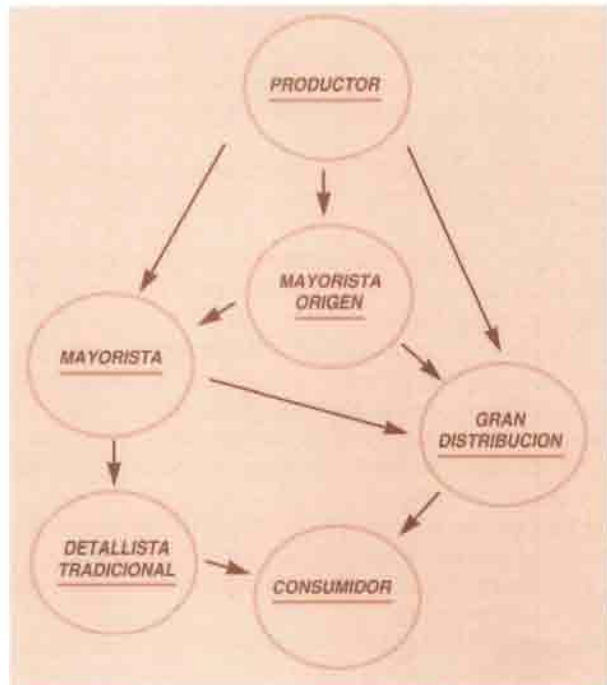 PRODUCTOR
MAYORISTA
ORIGEN
MAYORISTA
GRAN
DISTRIBUCION
DETALLISTA
TRADICIONAL
CONSUMIDOR